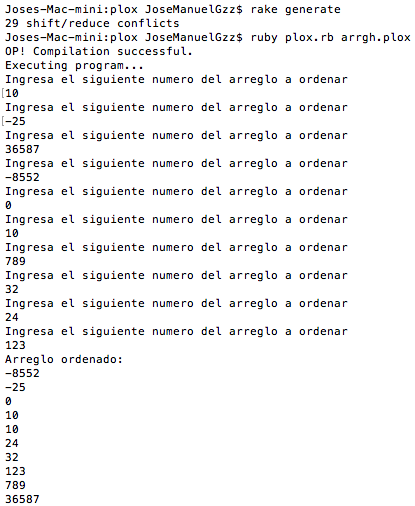 Joses-Mac-mini:plox JoseManuelGzz$ rake generate
29 shift/reduce conflicts
Joses-Mac-mini:plox JoseManuelGzz$ ruby plox.rb arrgh.plox
OP! Compilation successful.
Executing program...
Ingresa el siguiente numero del arreglo a ordenar
[10
Ingresa el siguiente numero del arreglo a ordenar
[-25
Ingresa el siguiente numero del arreglo a ordenar
36587
Ingresa el siguiente numero del arreglo a ordenar
-8552
Ingresa el siguiente numero del arreglo a ordenar
0
Ingresa el siguiente numero del arreglo a ordenar
10
Ingresa el siguiente numero del arreglo a ordenar
789
Ingresa el siguiente numero del arreglo a ordenar
32
Ingresa el siguiente numero del arreglo a ordenar
24
Ingresa el siguiente numero del arreglo a ordenar
123
Arreglo ordenado:
-8552
-25
0
10
10
24
32
123
789
36587